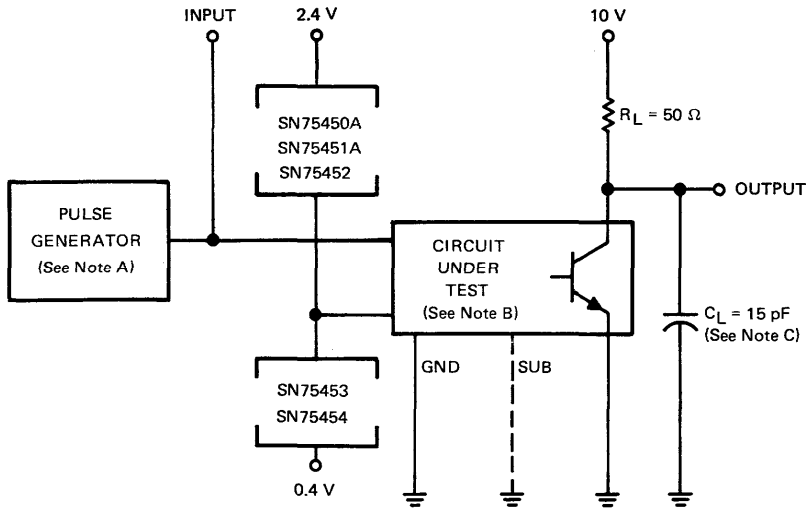 INPUT
2.4 V
10 V
SN75450A
SN75451A
SN75452
R_L = 50 Ω
OUTPUT
PULSE
GENERATOR
(See Note A)
CIRCUIT
UNDER
TEST
(See Note B)
C_L = 15 pF
(See Note C)
GND
SUB
SN75453
SN75454
0.4 V